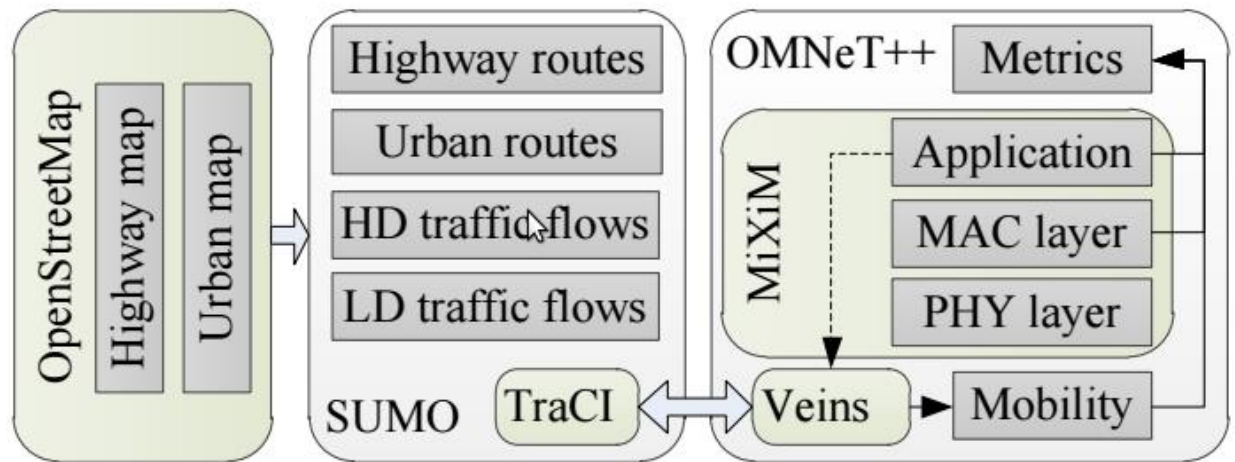 OpenStreetMap
Highway map
Urban map
Highway routes
Urban routes
HD traffic flows
LD traffic flows
SUMO
TraCI
OMNeT++
Metrics
MiXiM
Application
MAC layer
PHY layer
Veins
Mobility